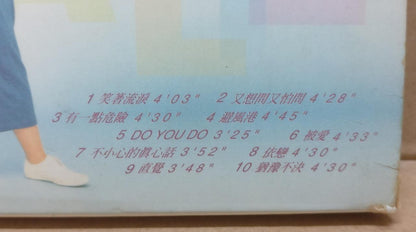 1 笑著流淚 4'03" 2 又想問又怕問 4'28"
3 有一點危險 4'30" 4 避風港 4'45"
5 DO YOU DO 3'25" 6 被愛 4'33"
7 不小心的真心話 3'52" 8 依戀 4'30"
9 直覺 3'48" 10 猶豫不決 4'30"